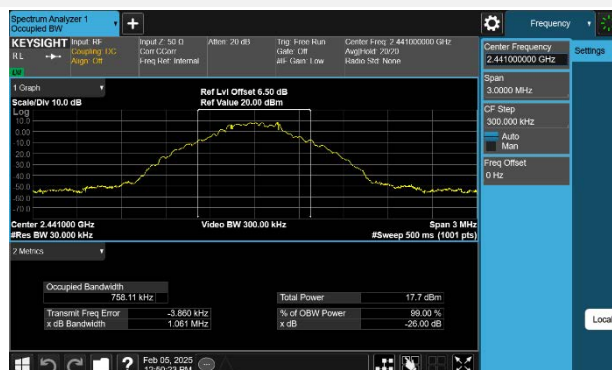 Spectrum Analyzer 1
Occupied BW
Frequency
KEYSIGHT
Input: RF
Coupling: DC
Align: Off
Input Z: 50 Ω
Corr CCorr
Freq Ref: Internal
Atten: 20 dB
Trig: Free Run
Gate: Off
#IF Gain: Low
Center Freq: 2.441000000 GHz
Avg|Hold: 20/20
Radio Std: None
RL
LW
Center Frequency
2.441000000 GHz
Settings
Span
3.0000 MHz
CF Step
300.000 kHz
Auto
Man
Freq Offset
0 Hz
1 Graph
Scale/Div 10.0 dB
Ref Lvl Offset 6.50 dB
Ref Value 20.00 dBm
Log
10.0
0.00
-10.0
-20.0
-30.0
-40.0
-50.0
-60.0
-70.0
Center 2.441000 GHz
#Res BW 30.000 kHz
Video BW 300.00 kHz
Span 3 MHz
#Sweep 500 ms (1001 pts)
2 Metrics
Occupied Bandwidth
758.11 kHz
Transmit Freq Error -3.860 kHz
x dB Bandwidth 1.061 MHz
Total Power 17.7 dBm
% of OBW Power 99.00 %
x dB -26.00 dB
Local
Feb 05, 2025